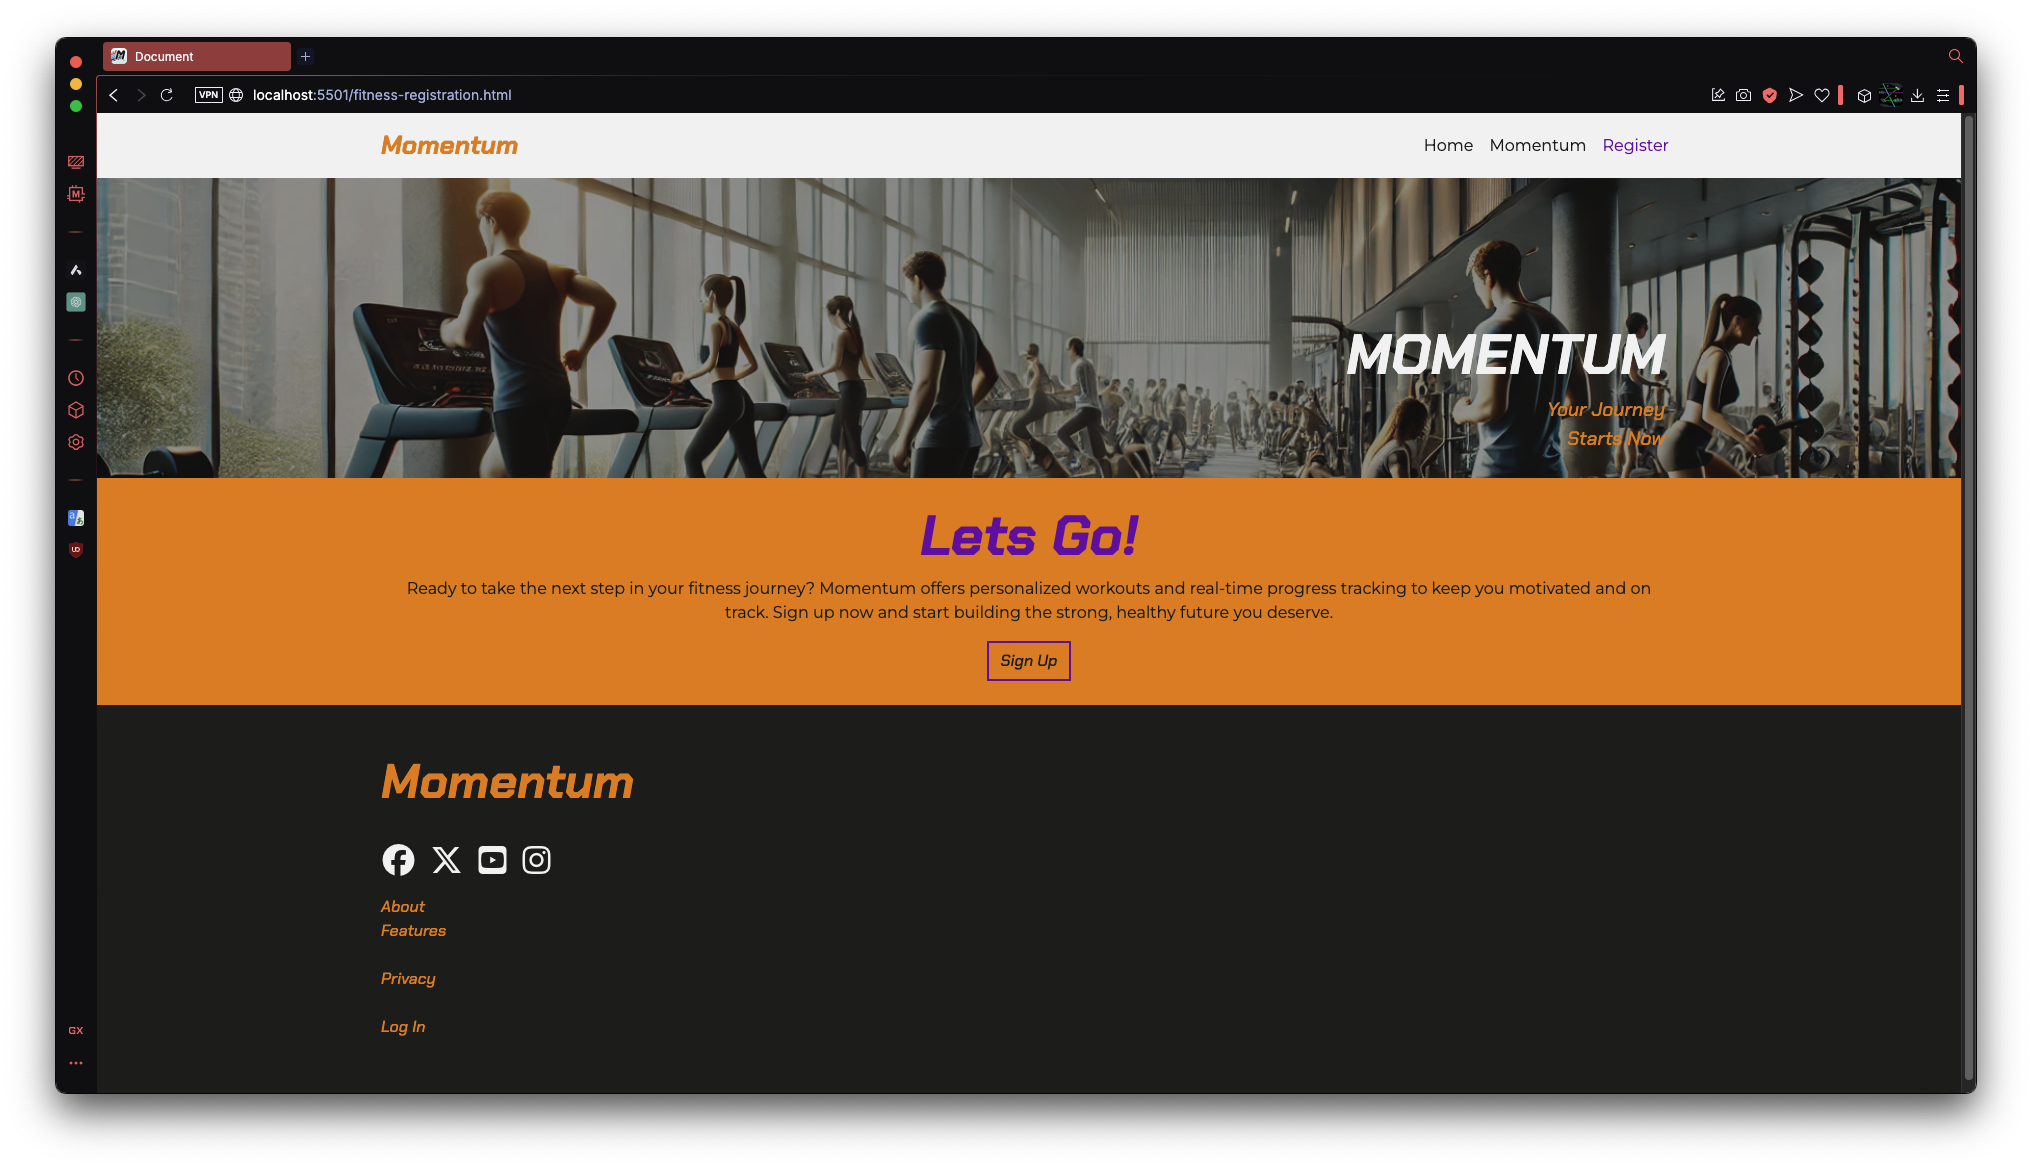 Document
VPN
localhost:5501/fitness-registration.html
Momentum
Home Momentum Register
MOMENTUM
Your Journey
Starts Now
Lets Go!
Ready to take the next step in your fitness journey? Momentum offers personalized workouts and real-time progress tracking to keep you motivated and on
track. Sign up now and start building the strong, healthy future you deserve.
Sign Up
Momentum
About
Features
Privacy
Log In
GX